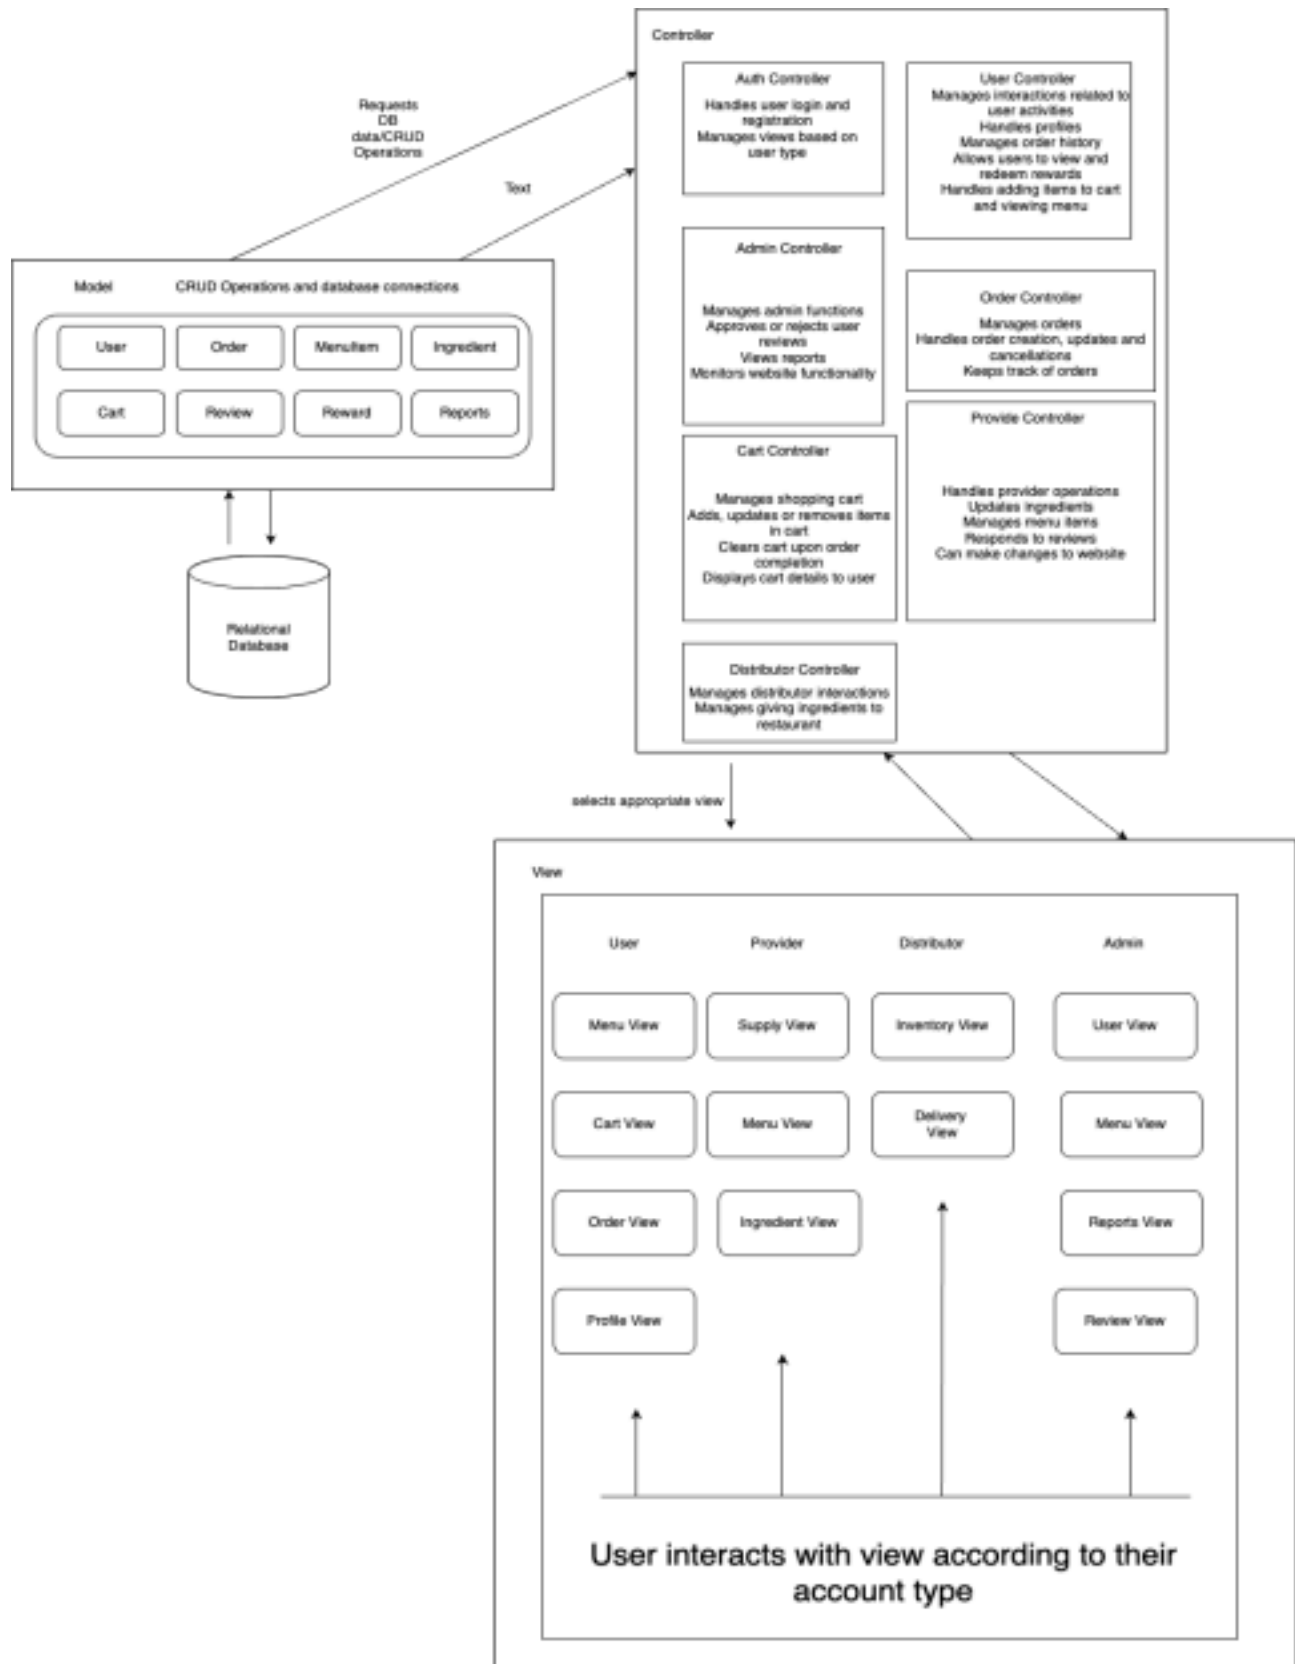 Controller
Auth Controller
Handles user login and
registration
Manages views based on
user type
User Controller
Manages interactions related to
user activities
Handles profiles
Manages order history
Allows users to view and
redeem rewards
Handles adding items to cart
and viewing menu
Requests
DB
data/CRUD
Operations
Text
Admin Controller
Manages admin functions
Approves or rejects user
reviews
Views reports
Monitors website functionality
Order Controller
Manages orders
Handles order creation, updates and
cancellations
Keeps track of orders
Model
CRUD Operations and database connections
User
Order
MenuItem
Ingredient
Cart
Review
Reward
Reports
Cart Controller
Manages shopping cart
Adds, updates or removes items
in cart
Clears cart upon order
completion
Displays cart details to user
Provide Controller
Handles provider operations
Updates ingredients
Manages menu items
Responds to reviews
Can make changes to website
Relational
Database
Distributor Controller
Manages distributor interactions
Manages giving ingredients to
restaurant
selects appropriate view
View
User
Provider
Distributor
Admin
Menu View
Supply View
Inventory View
User View
Cart View
Menu View
Delivery
View
Menu View
Order View
Ingredient View
Reports View
Profile View
Review View
User interacts with view according to their
account type